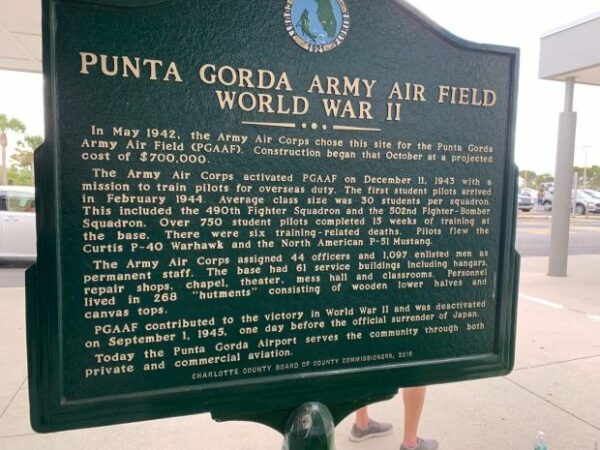 1921
PUNTA GORDA ARMY AIR FIELD
WORLD WAR II
In May 1942, the Army Air Corps chose this site for the Punta Gorda
Army Air Field (PGAAF). Construction began that October at a projected
cost of $700,000.
The Army Air Corps activated PGAAF on December 11, 1943 with a
mission to train pilots for overseas duty. The first student pilots arrived
in February 1944. Average class size was 30 students per squadron.
This included the 490th Fighter Squadron and the 502nd Fighter-Bomber
Squadron. Over 750 student pilots completed 15 weeks of training at
the base. There were six training-related deaths. Pilots flew the
Curtis P-40 Warhawk and the North American P-51 Mustang.
The Army Air Corps assigned 44 officers and 1,097 enlisted men as
permanent staff. The base had 61 service buildings including hangars,
repair shops, chapel, theater, mess hall and classrooms. Personnel
lived in 268 "hutments" consisting of wooden lower halves and
canvas tops.
PGAAF contributed to the victory in World War II and was deactivated
on September 1, 1945, one day before the official surrender of Japan.
Today the Punta Gorda Airport serves the community through both
private and commercial aviation.
CHARLOTTE COUNTY BOARD OF COUNTY COMMISSIONERS, 2015